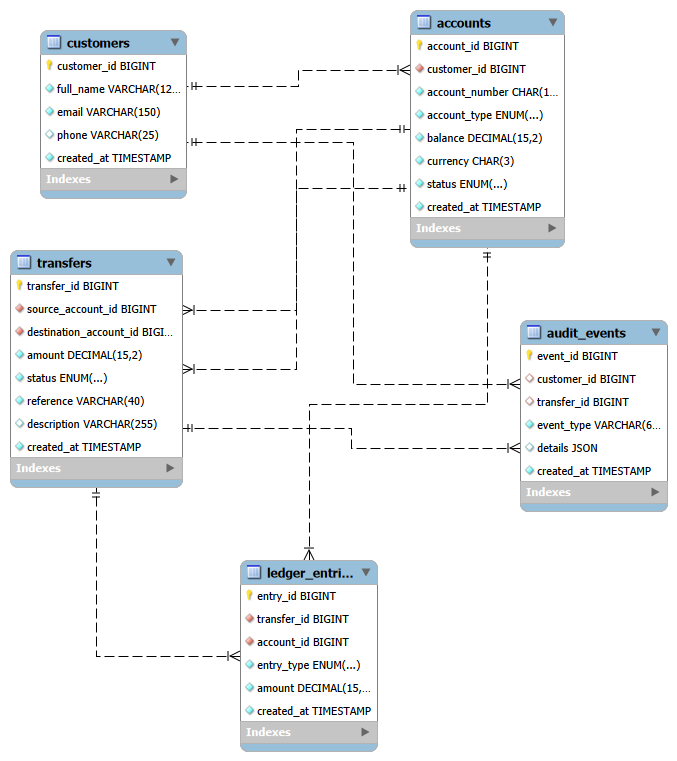 customers
customer_id BIGINT
full_name VARCHAR(12...
email VARCHAR(150)
phone VARCHAR(25)
created_at TIMESTAMP
Indexes
accounts
account_id BIGINT
customer_id BIGINT
account_number CHAR(1...
account_type ENUM(...)
balance DECIMAL(15,2)
currency CHAR(3)
status ENUM(...)
created_at TIMESTAMP
Indexes
transfers
transfer_id BIGINT
source_account_id BIGINT
destination_account_id BIGI...
amount DECIMAL(15,2)
status ENUM(...)
reference VARCHAR(40)
description VARCHAR(255)
created_at TIMESTAMP
Indexes
audit_events
event_id BIGINT
customer_id BIGINT
transfer_id BIGINT
event_type VARCHAR(6...
details JSON
created_at TIMESTAMP
Indexes
ledger_entri...
entry_id BIGINT
transfer_id BIGINT
account_id BIGINT
entry_type ENUM(...)
amount DECIMAL(15,...
created_at TIMESTAMP
Indexes